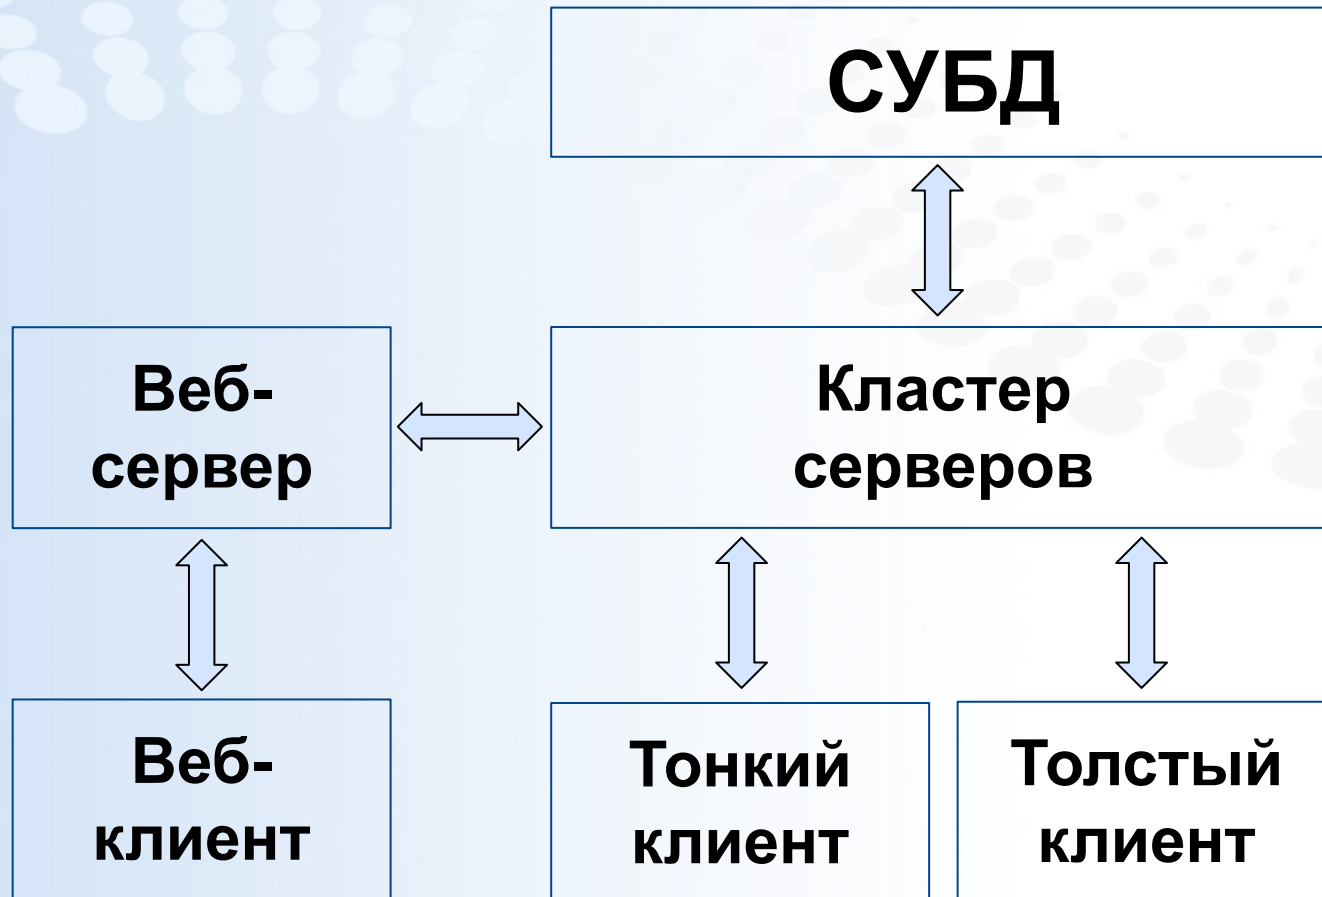 СУБД
Веб-
сервер
Кластер
серверов
Веб-
клиент
Тонкий
клиент
Толстый
клиент